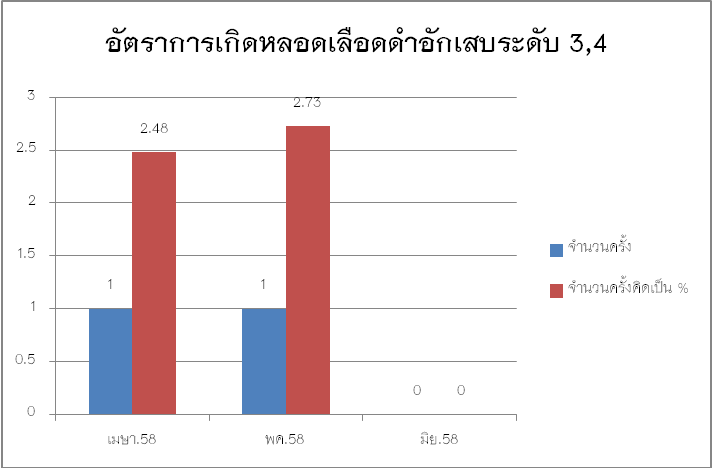 อัตราการเกิดหลอดเลือดดำอักเสบระดับ 3,4
3
2.5
2
1.5
1
0.5
0
1
2.48
1
2.73
0
0
เมษา.58
พค.58
มิย.58
จำนวนครั้ง
จำนวนครั้งคิดเป็น %